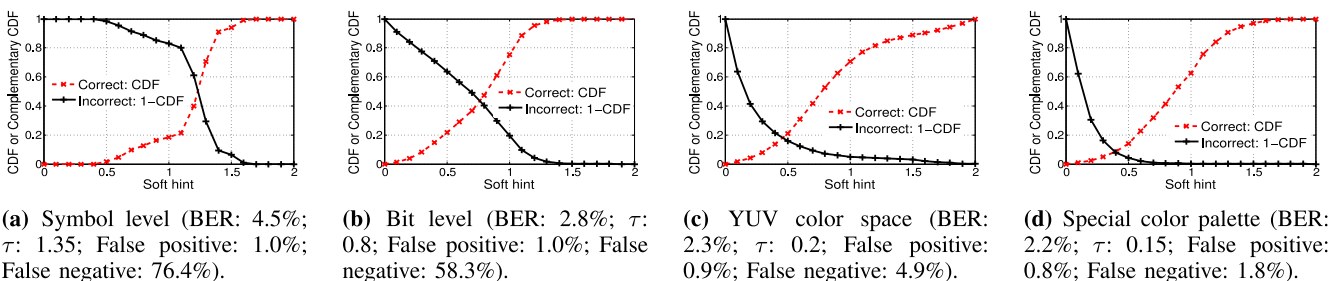 CDF or Complementary CDF
1
0.8
0.6
0.4
0.2
0
Correct: CDF
Incorrect: 1−CDF
0 0.5 1 1.5 2
Soft hint
(a) Symbol level (BER: 4.5%;
τ: 1.35; False positive: 1.0%;
False negative: 76.4%).
CDF or Complementary CDF
1
0.8
0.6
0.4
0.2
0
Correct: CDF
Incorrect: 1−CDF
0 0.5 1 1.5 2
Soft hint
(b) Bit level (BER: 2.8%; τ:
0.8; False positive: 1.0%; False
negative: 58.3%).
CDF or Complementary CDF
1
0.8
0.6
0.4
0.2
0
Correct: CDF
Incorrect: 1−CDF
0 0.5 1 1.5 2
Soft hint
(c) YUV color space (BER:
2.3%; τ: 0.2; False positive:
0.9%; False negative: 4.9%).
CDF or Complementary CDF
1
0.8
0.6
0.4
0.2
0
Correct: CDF
Incorrect: 1−CDF
0 0.5 1 1.5 2
Soft hint
(d) Special color palette (BER:
2.2%; τ: 0.15; False positive:
0.8%; False negative: 1.8%).